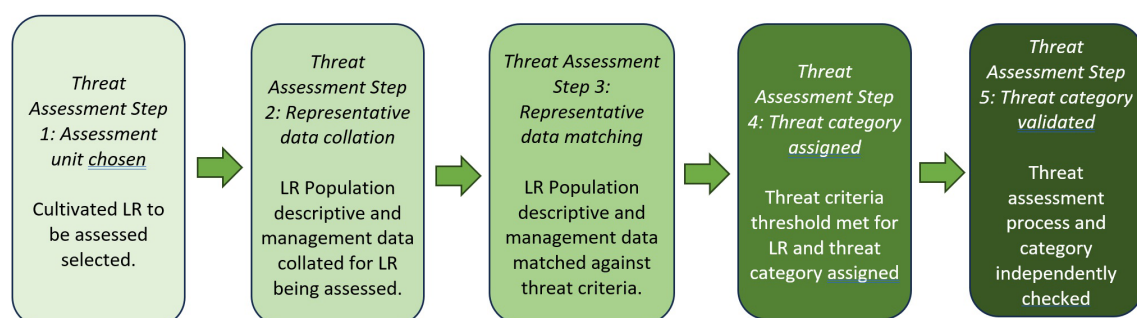 Threat
Assessment Step
1: Assessment
unit chosen
Cultivated LR to
be assessed
selected.
Threat
Assessment Step
2: Representative
data collation
LR Population
descriptive and
management data
collated for LR
being assessed.
Threat Assessment
Step 3:
Representative
data matching
LR Population
descriptive and
management data
matched against
threat criteria.
Threat
Assessment Step
4: Threat category
assigned
Threat criteria
threshold met for
LR and threat
category assigned
Threat
Assessment Step
5: Threat category
validated
Threat
assessment
process and
category
independently
checked